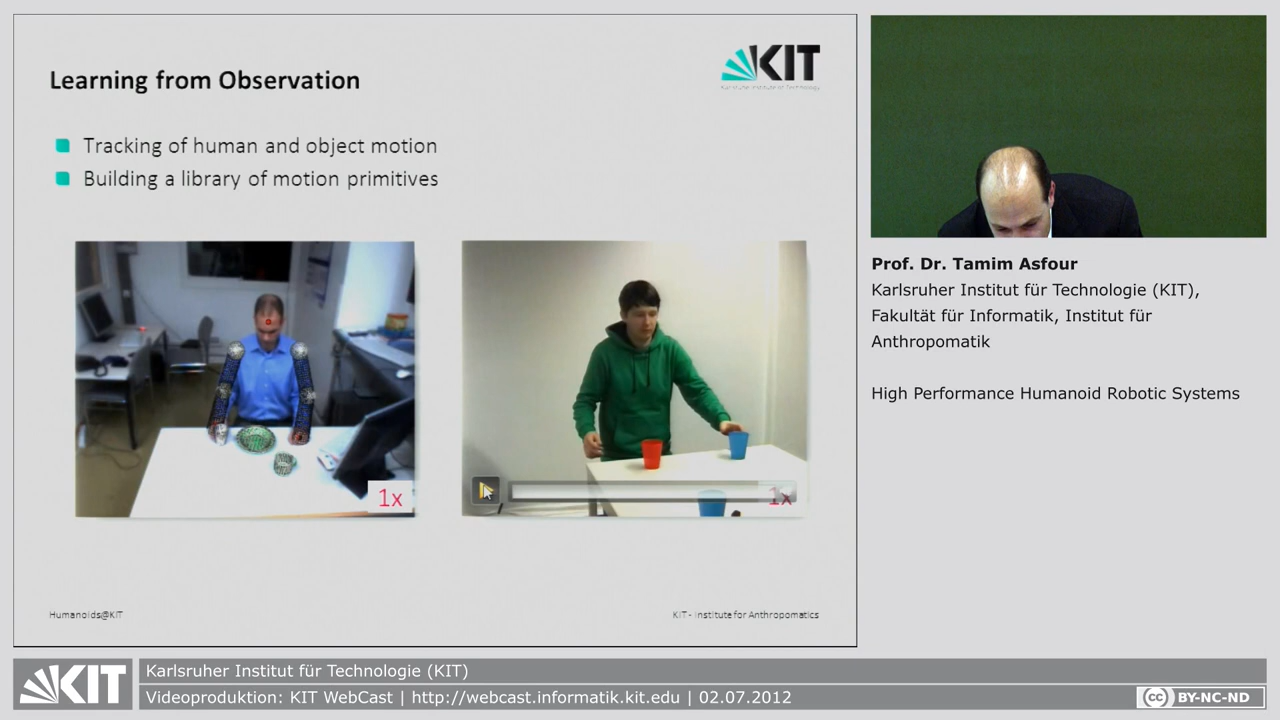 Learning from Observation
KIT
Karlsruhe Institute of Technology
Tracking of human and object motion
Building a library of motion primitives
1x
1x
Humanoids@KIT
KIT - Institute for Anthropomatics
Prof. Dr. Tamim Asfour
Karlsruher Institut für Technologie (KIT),
Fakultät für Informatik, Institut für
Anthropomatik
High Performance Humanoid Robotic Systems
KIT
Karlsruher Institut für Technologie (KIT)
Videoproduktion: KIT WebCast | http://webcast.informatik.kit.edu | 02.07.2012
cc BY-NC-ND